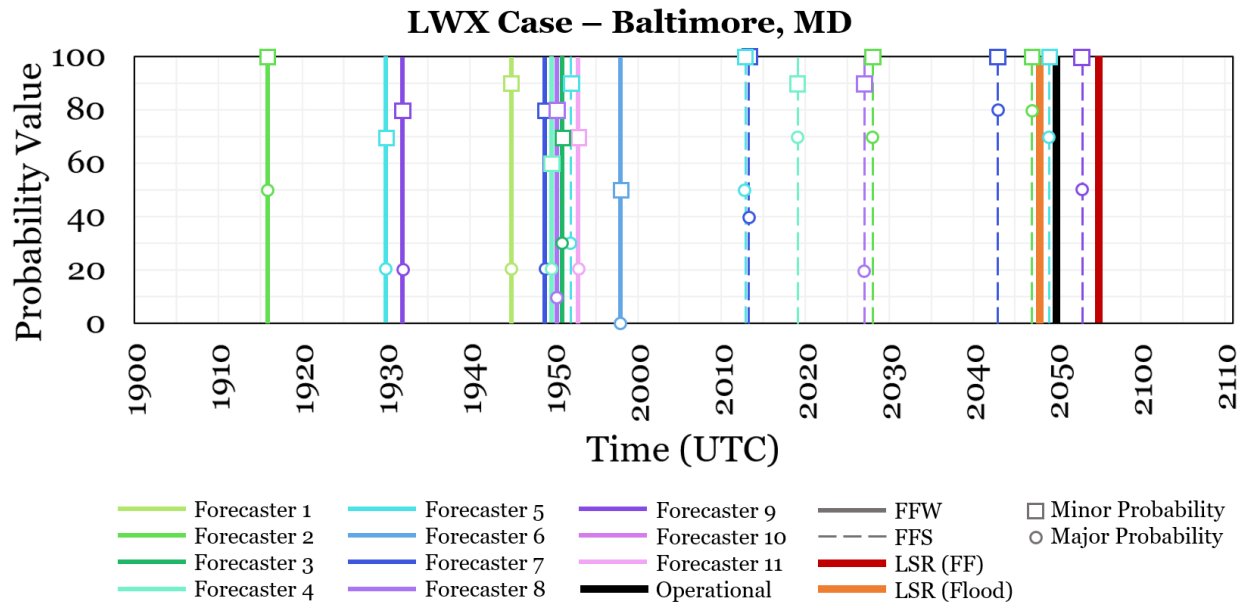 LWX Case – Baltimore, MD
Probability Value
100
80
60
40
20
0
1900
1910
1920
1930
1940
1950
2000
2010
2020
2030
2040
2050
2100
2110
Time (UTC)
Forecaster 1
Forecaster 5
Forecaster 9
FFW
Minor Probability
Forecaster 2
Forecaster 6
Forecaster 10
FFS
Major Probability
Forecaster 3
Forecaster 7
Forecaster 11
LSR (FF)
Forecaster 4
Forecaster 8
Operational
LSR (Flood)